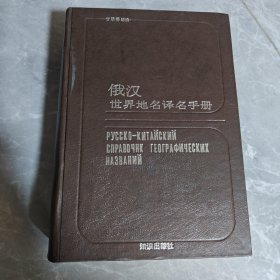 俄汉
世界地名译名手册
РУССКО-КИТАЙСКИЙ
СПРАВОЧНИК ГЕОГРАФИЧЕСКИХ
НАЗВАНИЙ
知识出版社